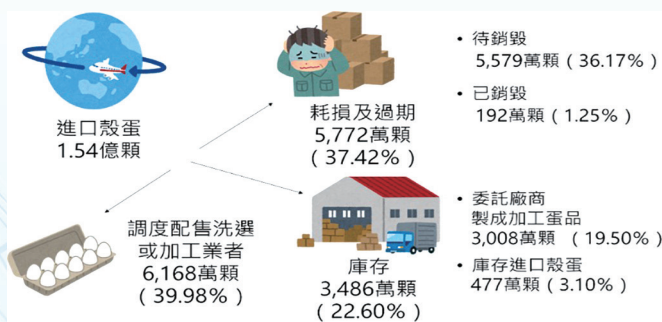 進口殼蛋
1.54億顆
耗損及過期
5,772萬顆
(37.42%)
• 待銷毀
5,579萬顆(36.17%)
• 已銷毀
192萬顆(1.25%)
調度配售洗選
或加工業者
6,168萬顆
(39.98%)
庫存
3,486萬顆
(22.60%)
• 委託廠商
製成加工蛋品
3,008萬顆 (19.50%)
• 庫存進口殼蛋
477萬顆(3.10%)